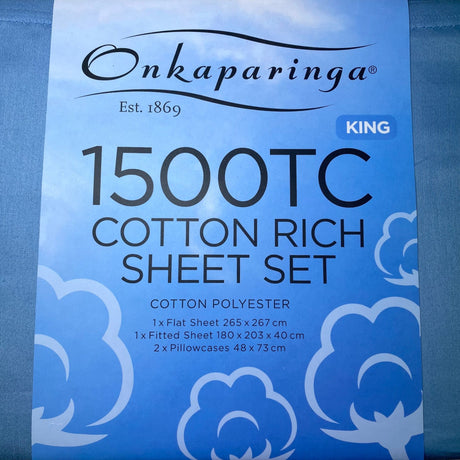 Onkaparinga®
Est. 1869
KING
1500TC
COTTON RICH
SHEET SET
COTTON POLYESTER
1 x Flat Sheet 265 x 267 cm
1 x Fitted Sheet 180 x 203 x 40 cm
2 x Pillowcases 48 x 73 cm